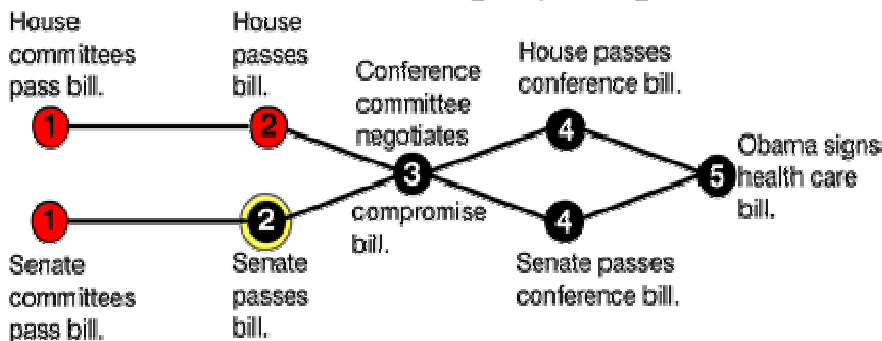 House
committees
pass bill.
House
passes
bill.
Conference
committee
negotiates
compromise
bill.
House passes
conference bill.
Obama signs
health care
bill.
1
2
3
4
5
1
2
4
Senate
committees
pass bill.
Senate
passes
bill.
Senate passes
conference bill.